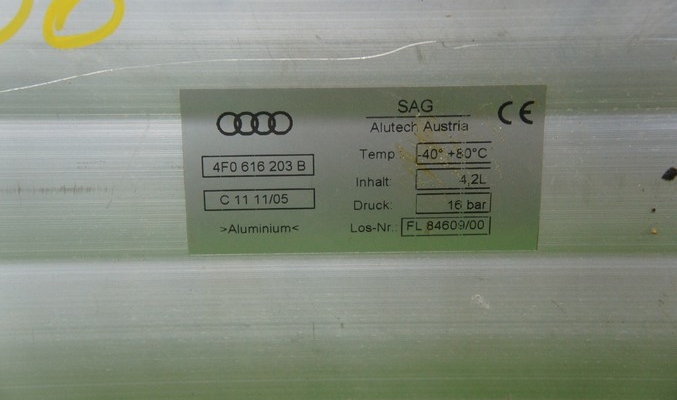 SAG
CE
Alutech Austria
4F0 616 203 B
C 11 11/05
>Aluminium<
Temp -40° +80°C
Inhalt: 4,2L
Druck: 16 bar
Los-Nr.: FL 84609/00